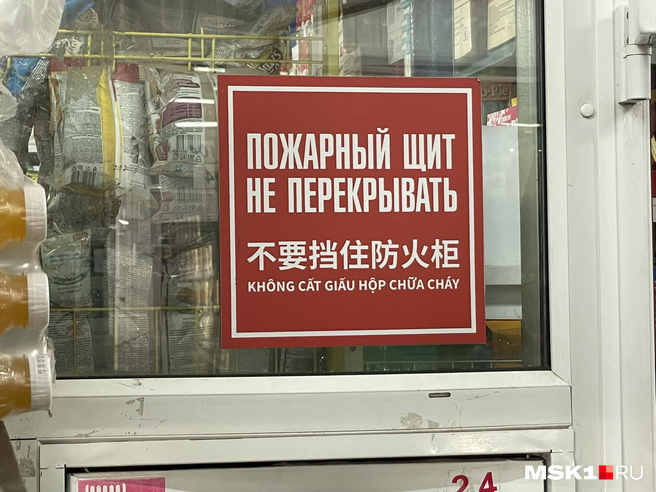 ПОЖАРНЫЙ ЩИТ
НЕ ПЕРЕКРЫВАТЬ
不要挡住防火柜
KHÔNG CẤT GIẤU HỘP CHỮA CHÁY
24
MSK1.RU